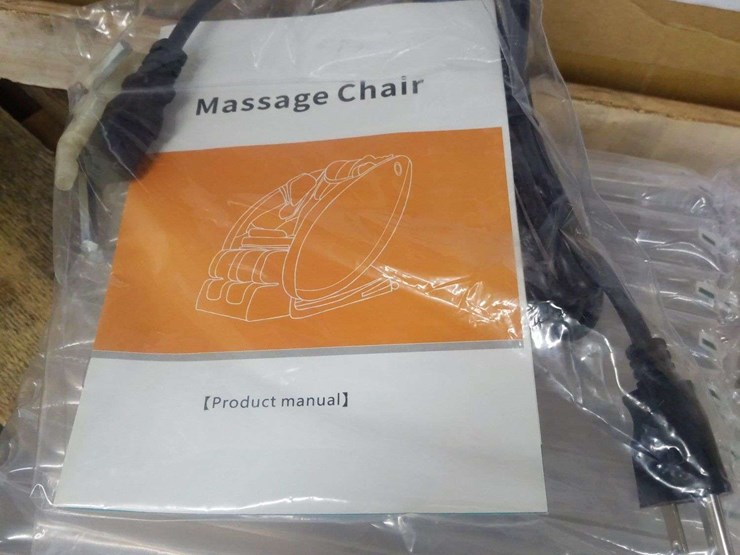 Massage Chair
【Product manual】